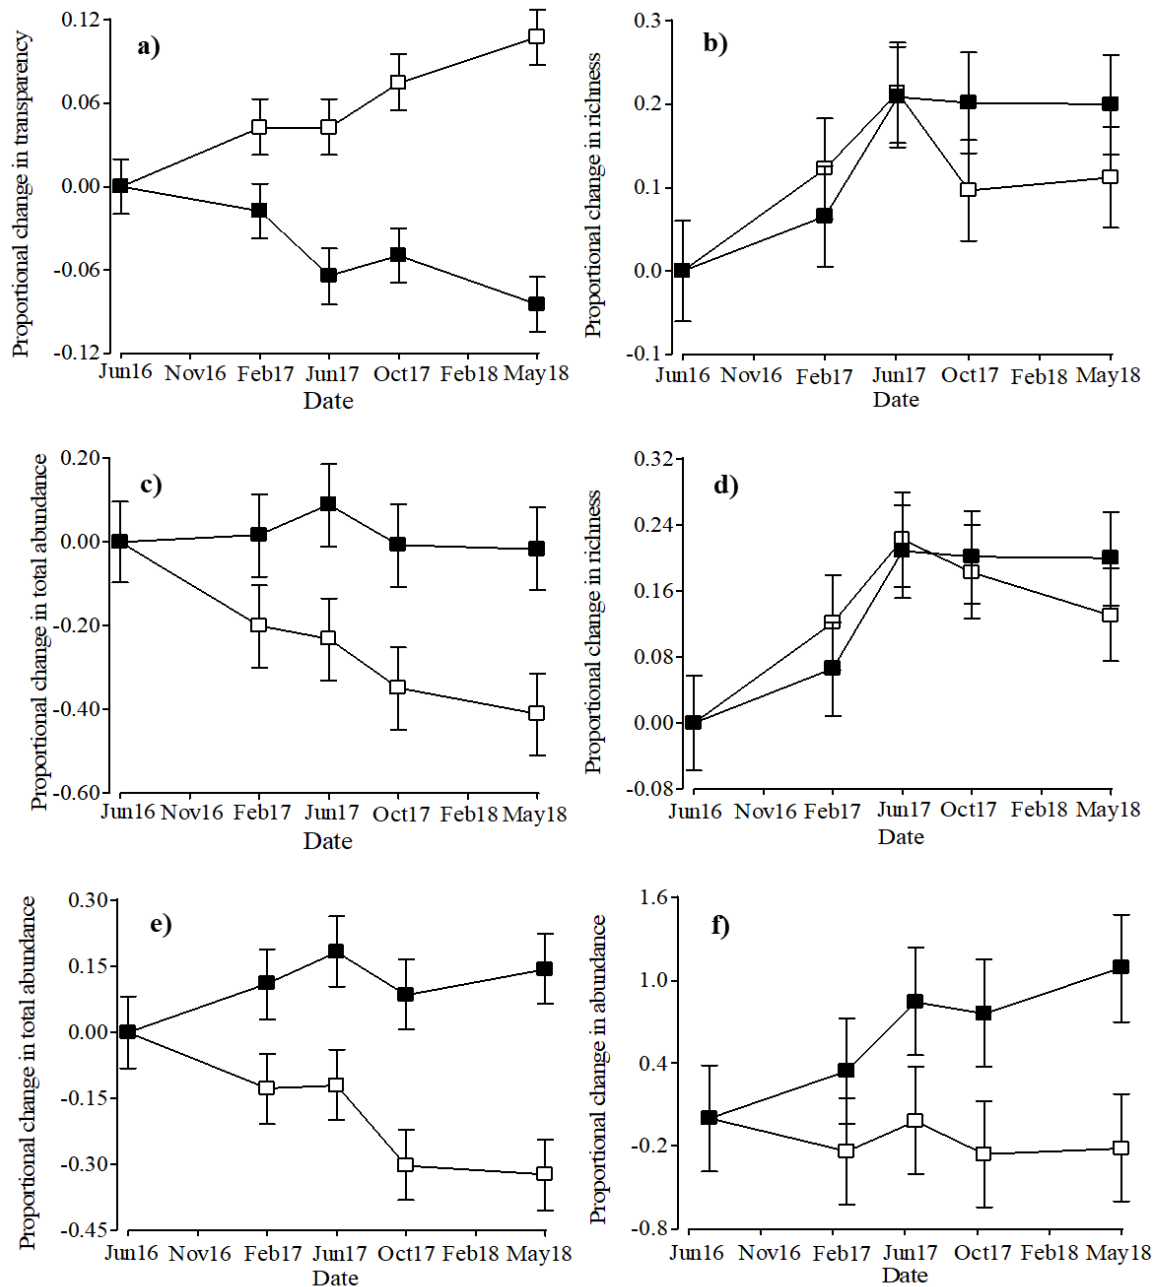 a)
Proportional change in transparency
0.12
0.06
0.00
-0.06
-0.12
Jun16 Nov16 Feb17 Jun17 Oct17 Feb18 May18
Date
b)
Proportional change in richness
0.3
0.2
0.1
0.0
-0.1
Jun16 Nov16 Feb17 Jun17 Oct17 Feb18 May18
Date
c)
Proportional change in total abundance
0.20
0.00
-0.20
-0.40
-0.60
Jun16 Nov16 Feb17 Jun17 Oct17 Feb18 May18
Date
d)
Proportional change in richness
0.32
0.24
0.16
0.08
0.00
-0.08
Jun16 Nov16 Feb17 Jun17 Oct17 Feb18 May18
Date
e)
Proportional change in total abundance
0.30
0.15
0.00
-0.15
-0.30
-0.45
Jun16 Nov16 Feb17 Jun17 Oct17 Feb18 May18
Date
f)
Proportional change in abundance
1.6
1.0
0.4
-0.2
-0.8
Jun16 Nov16 Feb17 Jun17 Oct17 Feb18 May18
Date